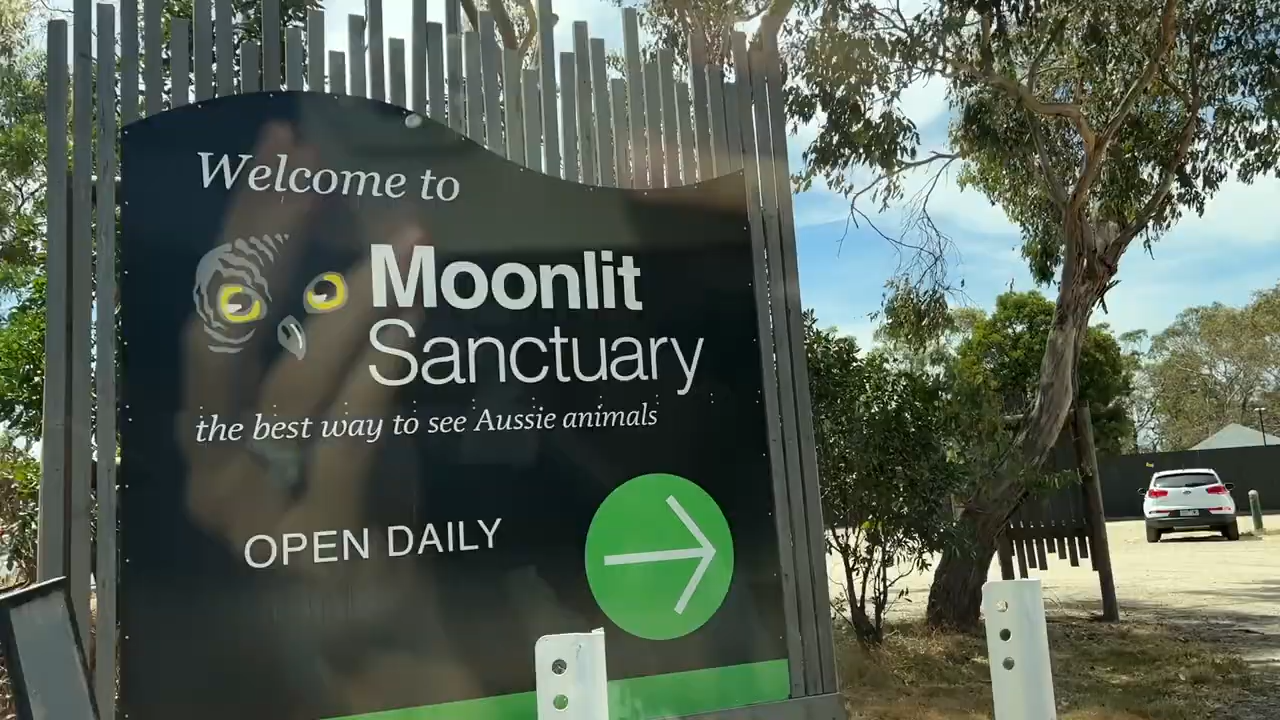 Welcome to
Moonlit
Sanctuary
the best way to see Aussie animals
OPEN DAILY